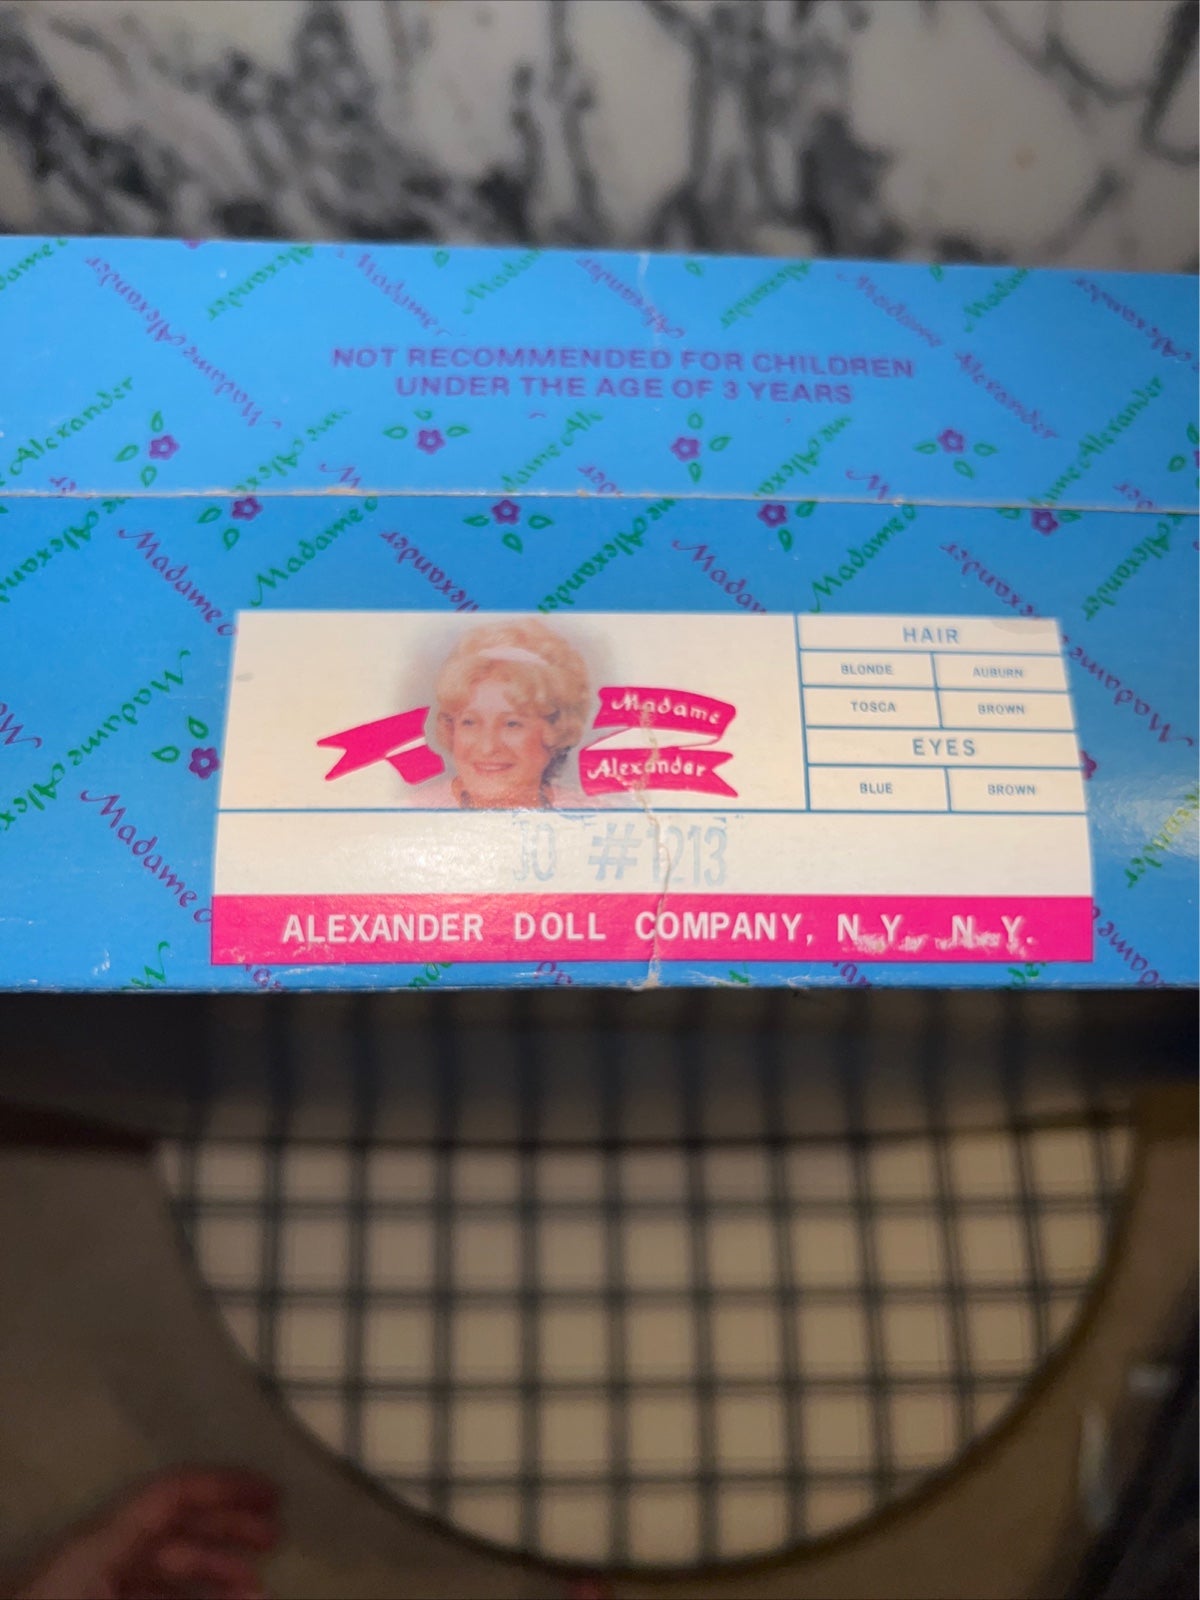 NOT RECOMMENDED FOR CHILDREN
UNDER THE AGE OF 3 YEARS
Madame
Alexander
HAIR
BLONDE AUBURN
TOSCA BROWN
EYES
BLUE BROWN
JO #1213
ALEXANDER DOLL COMPANY, N.Y. N.Y.